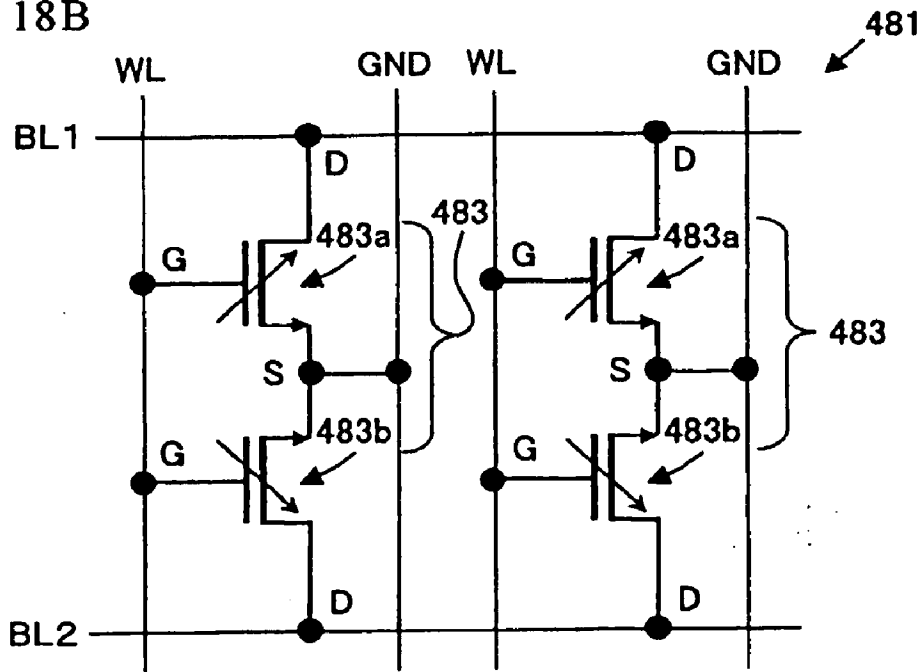 18B
481
WL GND WL GND
BL1
D D
483
483a 483a
G G
483
S S
483b 483b
G G
D D
BL2